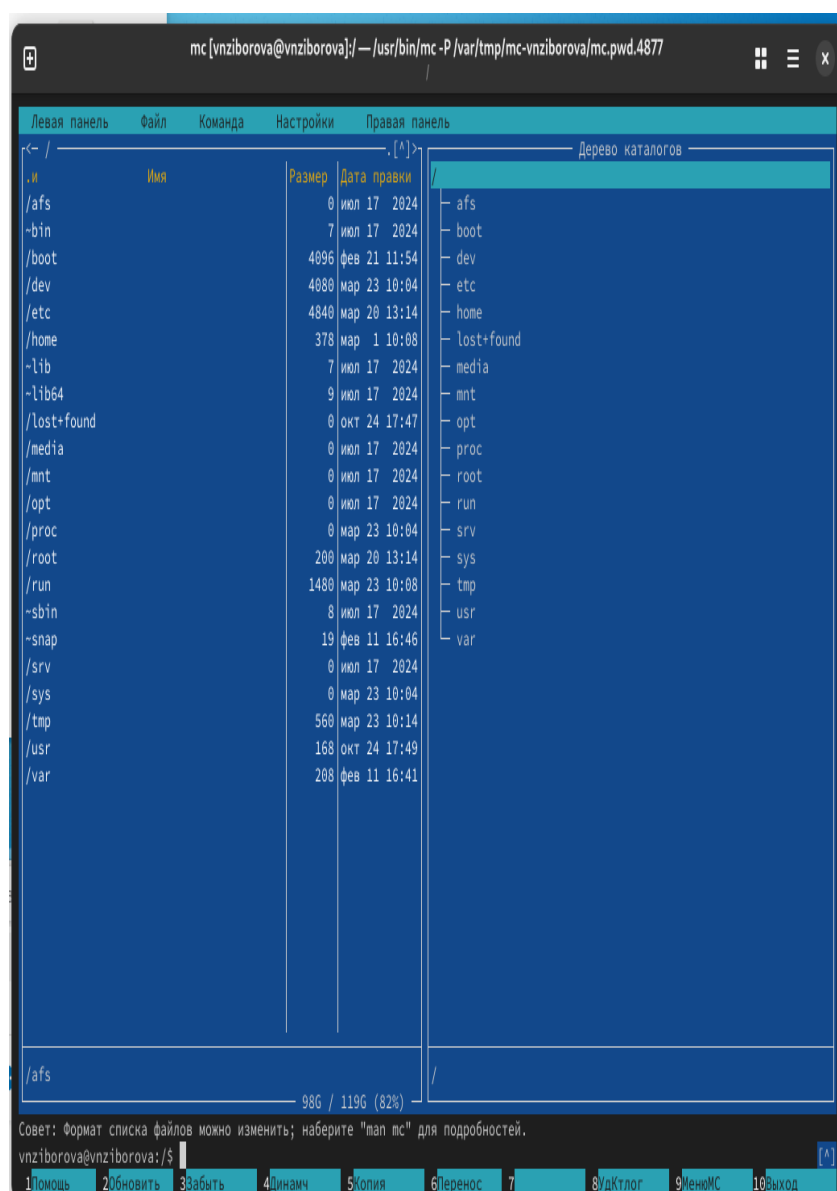 mc [vnziborova@vnziborova]:/ — /usr/bin/mc -P /var/tmp/mc-vnziborova/mc.pwd.4877
/
Левая панель Файл Команда Настройки Правая панель
<- / .[^]> Дерево каталогов
.и Имя Размер Дата правки /
/afs 0 июл 17 2024 afs
~bin 7 июл 17 2024 boot
/boot 4096 фев 21 11:54 dev
/dev 4080 мар 23 10:04 etc
/etc 4840 мар 20 13:14 home
/home 378 мар 1 10:08 lost+found
~lib 7 июл 17 2024 media
~lib64 9 июл 17 2024 mnt
/lost+found 0 окт 24 17:47 opt
/media 0 июл 17 2024 proc
/mnt 0 июл 17 2024 root
/opt 0 июл 17 2024 run
/proc 0 мар 23 10:04 srv
/root 200 мар 20 13:14 sys
/run 1480 мар 23 10:08 tmp
~sbin 8 июл 17 2024 usr
~snap 19 фев 11 16:46 var
/srv 0 июл 17 2024
/sys 0 мар 23 10:04
/tmp 560 мар 23 10:14
/usr 168 окт 24 17:49
/var 208 фев 11 16:41
/afs /
98G / 119G (82%)
Совет: Формат списка файлов можно изменить; наберите "man mc" для подробностей.
vnziborova@vnziborova:/$ [^]
1Помощь 2Обновить 3Забыть 4Динамч 5Копия 6Перенос 7 8УдКтлог 9МенюMC 10Выход